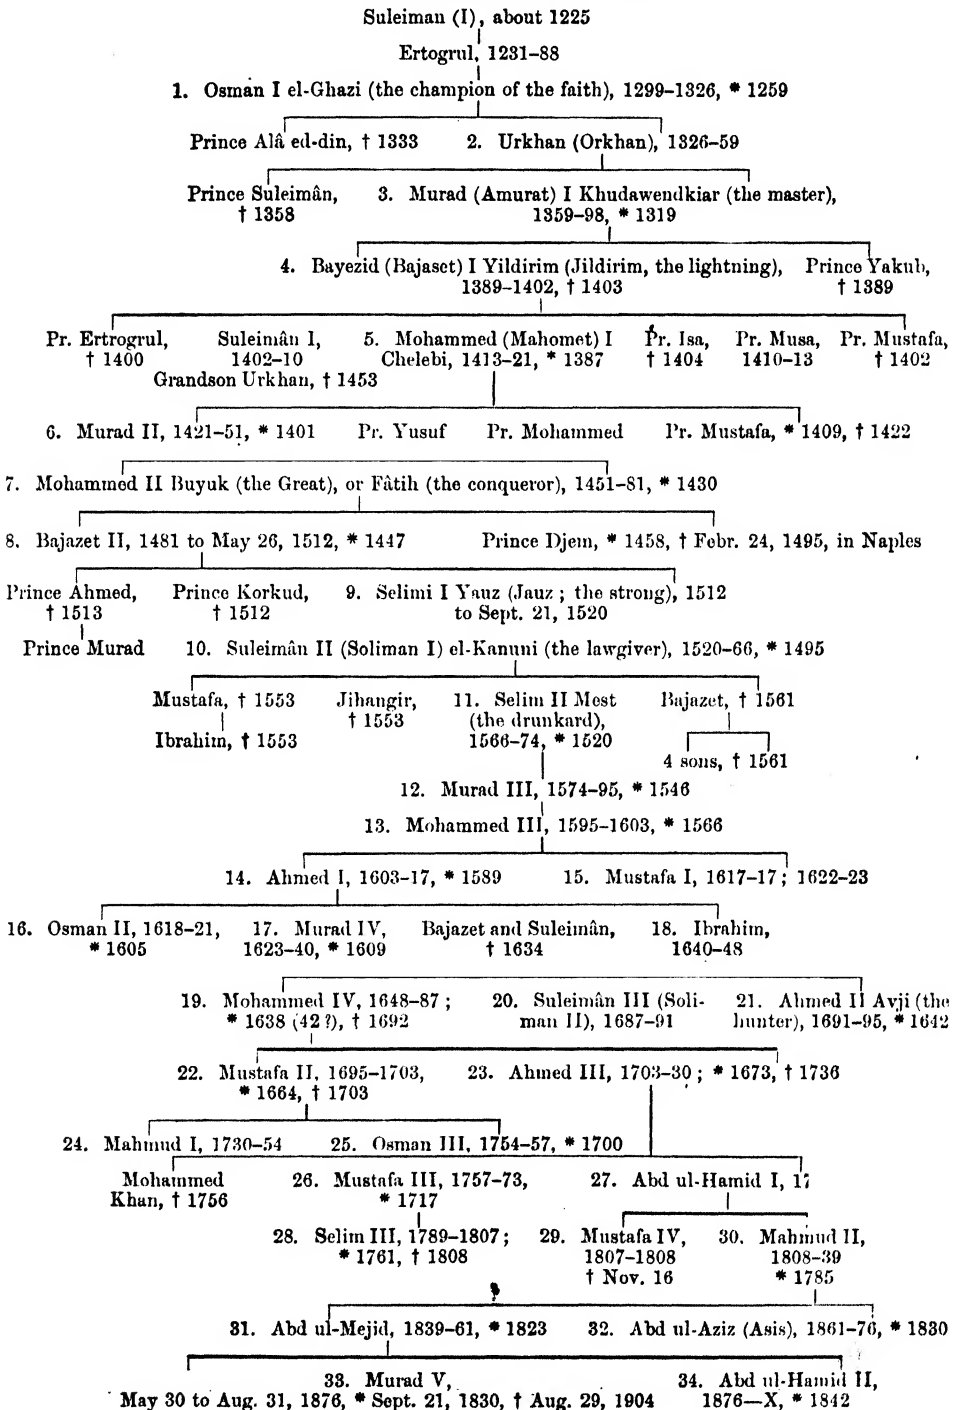 Suleiman (I), about 1225
Ertogrul, 1231–88
1. Osman I el-Ghazi (the champion of the faith), 1299–1326, * 1259
Prince Alâ ed-din, † 1333 2. Urkhan (Orkhan), 1326–59
Prince Suleimân, 3. Murad (Amurat) I Khudawendkiar (the master),
† 1358 1359–98, * 1319
4. Bayezid (Bajaset) I Yildirim (Jildirim, the lightning), Prince Yakub,
1389–1402, † 1403 † 1389
Pr. Ertrogrul, Suleimân I, 5. Mohammed (Mahomet) I Pr. Isa, Pr. Musa, Pr. Mustafa,
† 1400 1402–10 Chelebi, 1413–21, * 1387 † 1404 1410–13 † 1402
Grandson Urkhan, † 1453
6. Murad II, 1421–51, * 1401 Pr. Yusuf Pr. Mohammed Pr. Mustafa, * 1409, † 1422
7. Mohammed II Buyuk (the Great), or Fâtih (the conqueror), 1451–81, * 1430
8. Bajazet II, 1481 to May 26, 1512, * 1447 Prince Djem, * 1458, † Febr. 24, 1495, in Naples
Prince Ahmed, Prince Korkud, 9. Selimi I Yauz (Jauz ; the strong), 1512
† 1513 † 1512 to Sept. 21, 1520
Prince Murad 10. Suleimân II (Soliman I) el-Kanuni (the lawgiver), 1520–66, * 1495
Mustafa, † 1553 Jihangir, 11. Selim II Mest Bajazet, † 1561
† 1553 (the drunkard),
Ibrahim, † 1553 1566–74, * 1520 4 sons, † 1561
12. Murad III, 1574–95, * 1546
13. Mohammed III, 1595–1603, * 1566
14. Ahmed I, 1603–17, * 1589 15. Mustafa I, 1617–17; 1622–23
16. Osman II, 1618–21, 17. Murad IV, Bajazet and Suleimân, 18. Ibrahim,
* 1605 1623–40, * 1609 † 1634 1640–48
19. Mohammed IV, 1648–87 ; 20. Suleimân III (Soli- 21. Ahmed II Avji (the
* 1638 (42 ?), † 1692 man II), 1687–91 hunter), 1691–95, * 1642
22. Mustafa II, 1695–1703, 23. Ahmed III, 1703–30 ; * 1673, † 1736
* 1664, † 1703
24. Mahmud I, 1730–54 25. Osman III, 1754–57, * 1700
Mohammed 26. Mustafa III, 1757–73, 27. Abd ul-Hamid I,
Khan, † 1756 * 1717
28. Selim III, 1789–1807; 29. Mustafa IV, 30. Mahmud II,
* 1761, † 1808 1807–1808 1808–39
† Nov. 16 * 1785
31. Abd ul-Mejid, 1839–61, * 1823 32. Abd ul-Aziz (Asis), 1861–76, * 1830
33. Murad V, 34. Abd ul-Hamid II,
May 30 to Aug. 31, 1876, * Sept. 21, 1830, † Aug. 29, 1904 1876—X, * 1842